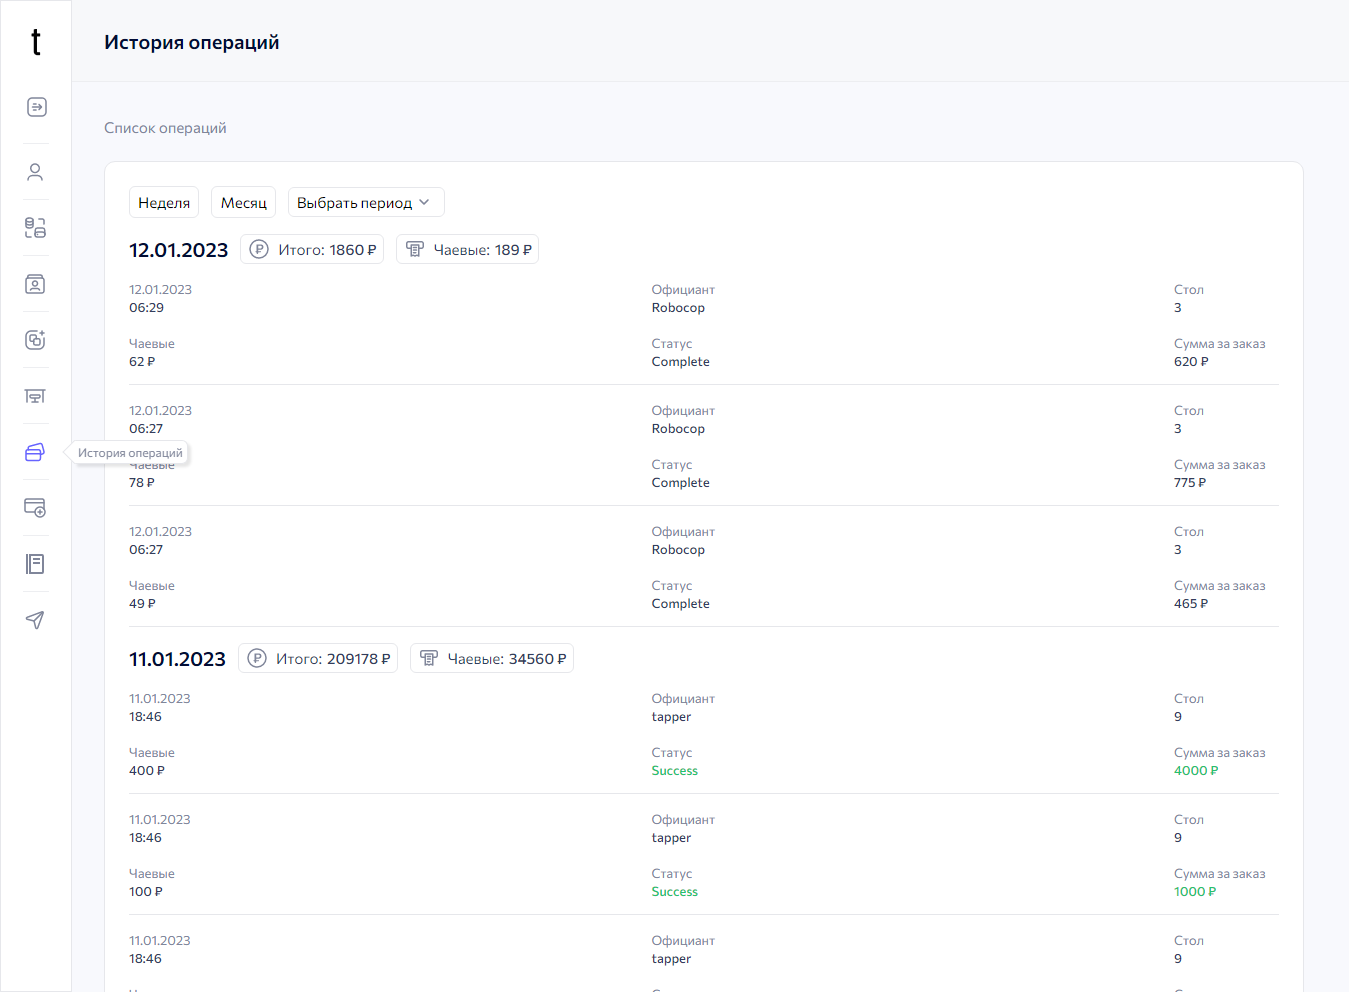 t
История операций
Список операций
Неделя Месяц Выбрать период
12.01.2023 Итого: 1860 ₽ Чаевые: 189 ₽
12.01.2023 Официант Стол
06:29 Robocop 3
Чаевые Статус Сумма за заказ
62 ₽ Complete 620 ₽
12.01.2023 Официант Стол
06:27 Robocop 3
История операций
Чаевые Статус Сумма за заказ
78 ₽ Complete 775 ₽
12.01.2023 Официант Стол
06:27 Robocop 3
Чаевые Статус Сумма за заказ
49 ₽ Complete 465 ₽
11.01.2023 Итого: 209178 ₽ Чаевые: 34560 ₽
11.01.2023 Официант Стол
18:46 tapper 9
Чаевые Статус Сумма за заказ
400 ₽ Success 4000 ₽
11.01.2023 Официант Стол
18:46 tapper 9
Чаевые Статус Сумма за заказ
100 ₽ Success 1000 ₽
11.01.2023 Официант Стол
18:46 tapper 9